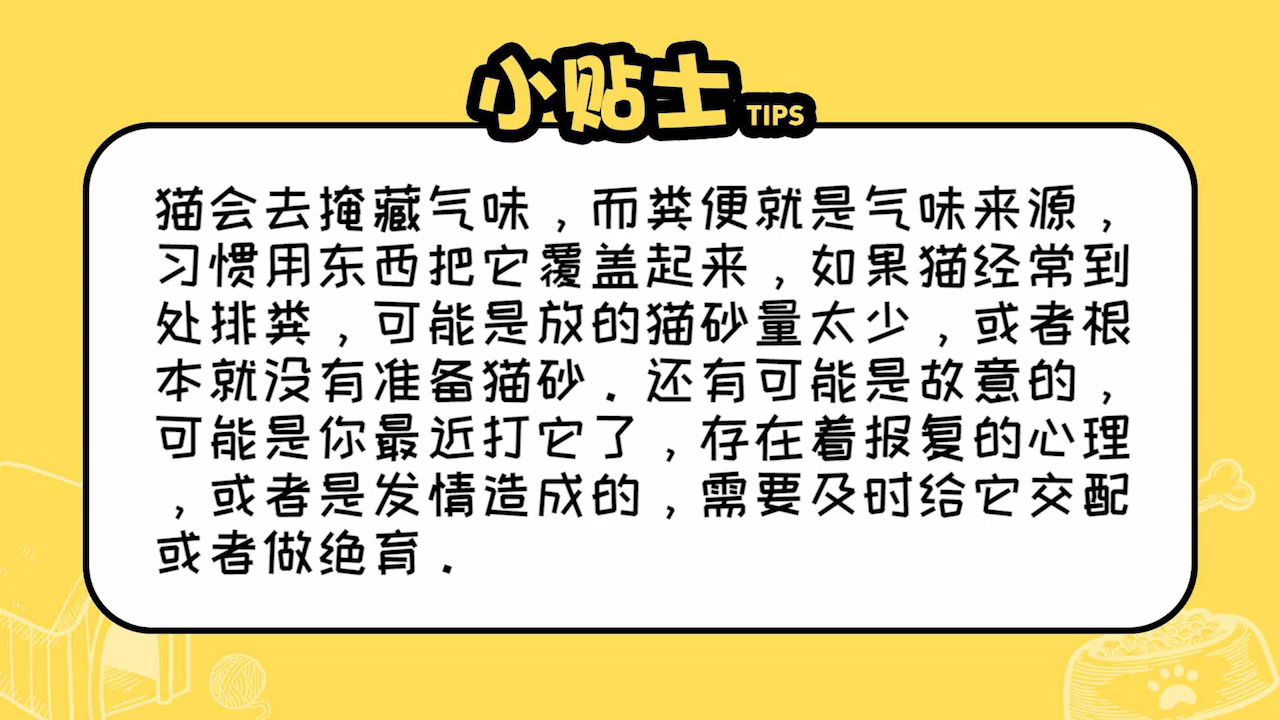 小贴士 TIPS
猫会去掩藏气味，而粪便就是气味来源，
习惯用东西把它覆盖起来，如果猫经常到
处排粪，可能是放的猫砂量太少，或者根
本就没有准备猫砂．还有可能是故意的，
可能是你最近打它了，存在着报复的心理
，或者是发情造成的，需要及时给它交配
或者做绝育．